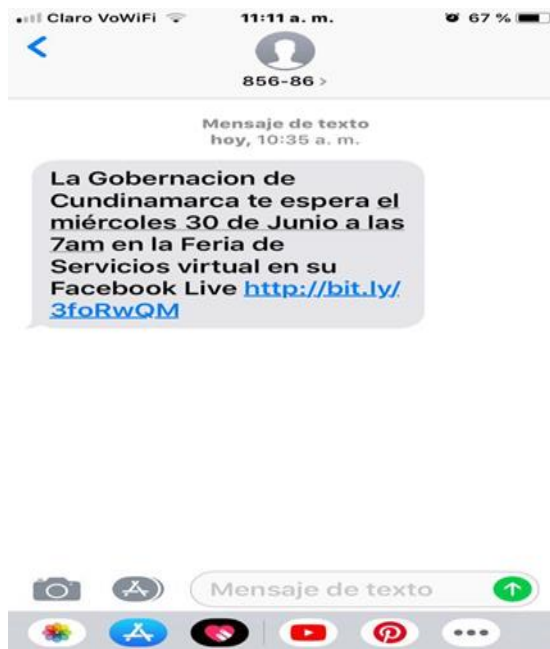 Claro VoWiFi 11:11 a. m. 67 %
856-86 >
Mensaje de texto
hoy, 10:35 a. m.
La Gobernacion de
Cundinamarca te espera el
miércoles 30 de Junio a las
7am en la Feria de
Servicios virtual en su
Facebook Live http://bit.ly/
3foRwQM
Mensaje de texto